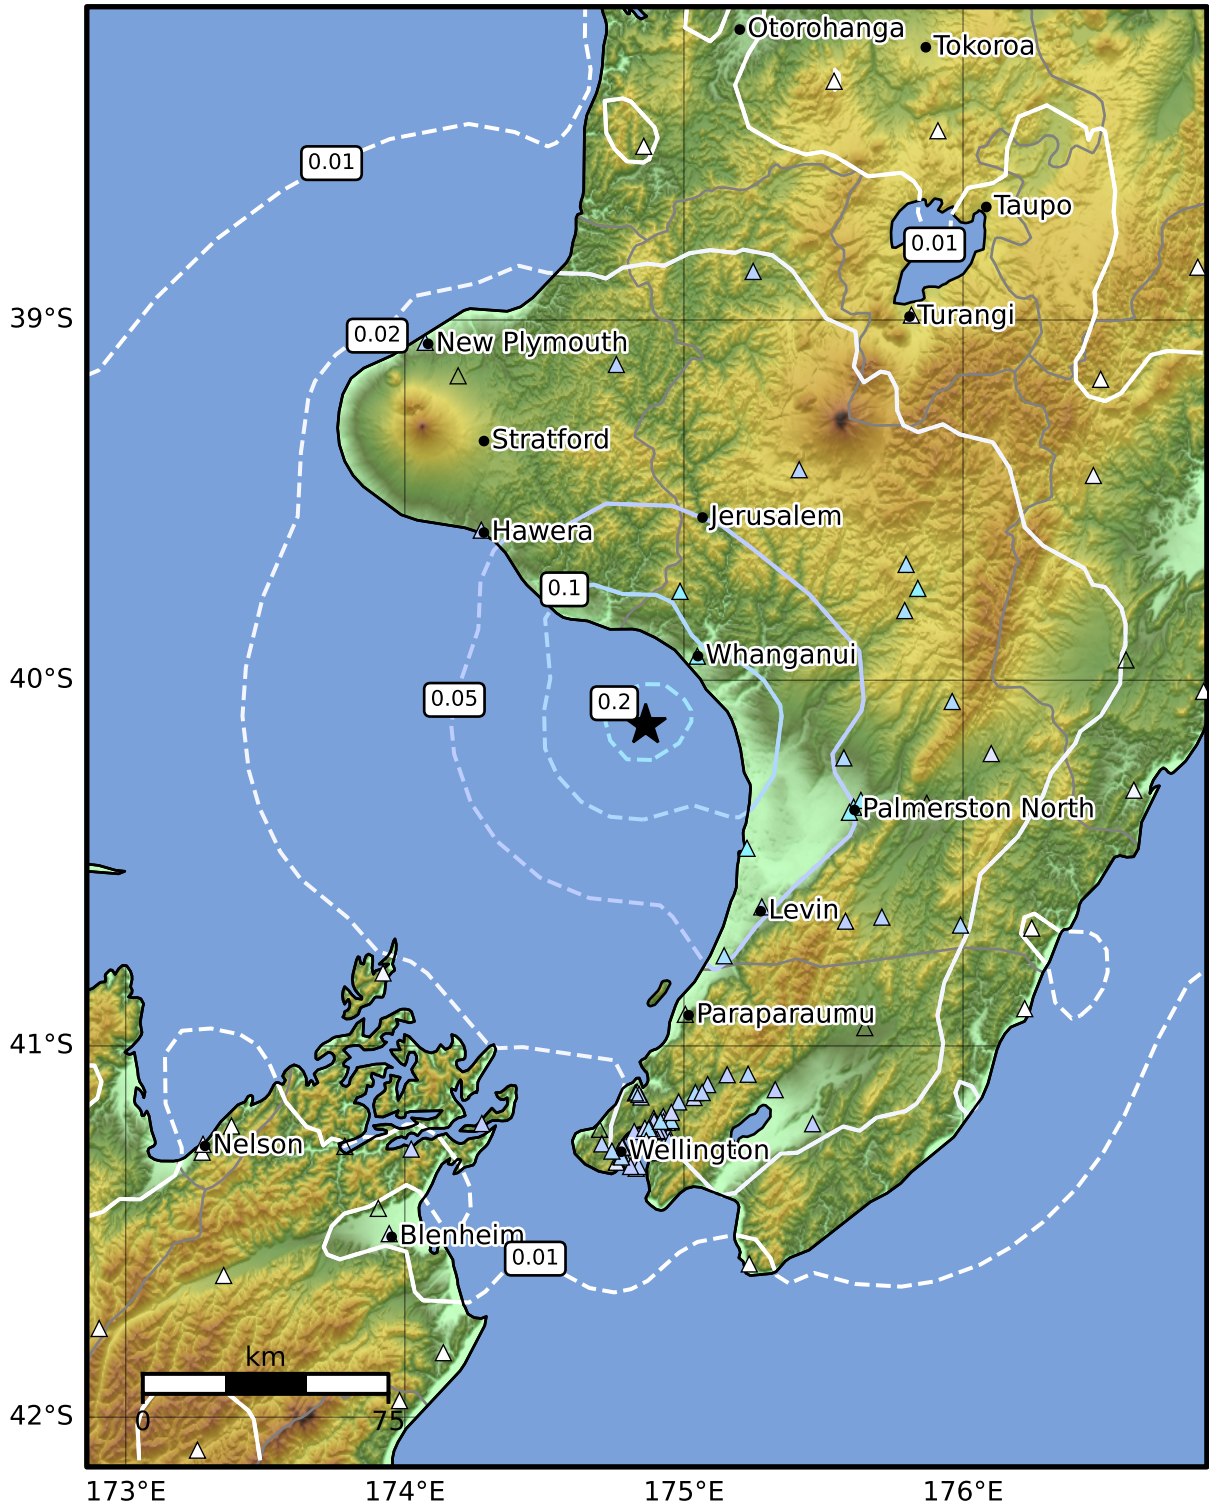 Otorohanga
Tokoroa
0.01
Taupo
0.01
39°S
Turangi
0.02
New Plymouth
Stratford
Jerusalem
Hawera
0.1
Whanganui
40°S
0.05
0.2
Palmerston North
Levin
Paraparaumu
41°S
Nelson
Wellington
Blenheim
0.01
km
0
75
42°S
173°E
174°E
175°E
176°E